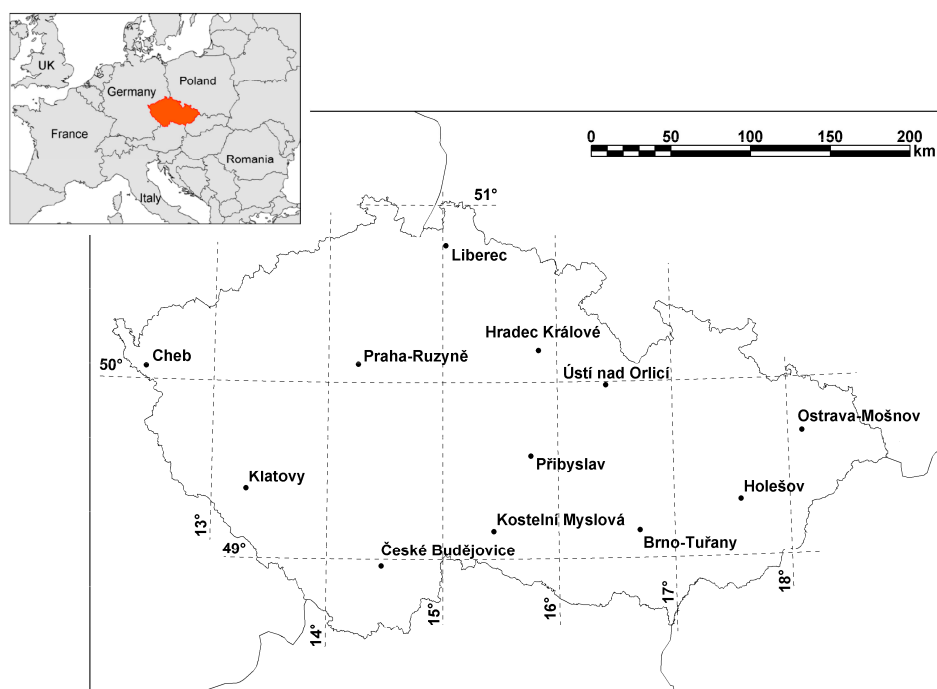 UK
Poland
Germany
France
Romania
Italy
0 50 100 150 200
km
51°
Liberec
Hradec Králové
Cheb
Praha-Ruzyně
50°
Ústí nad Orlicí
Ostrava-Mošnov
Přibyslav
Klatovy
Holešov
Kostelní Myslová
13°
Brno-Tuřany
49°
České Budějovice
14°
15°
16°
17°
18°